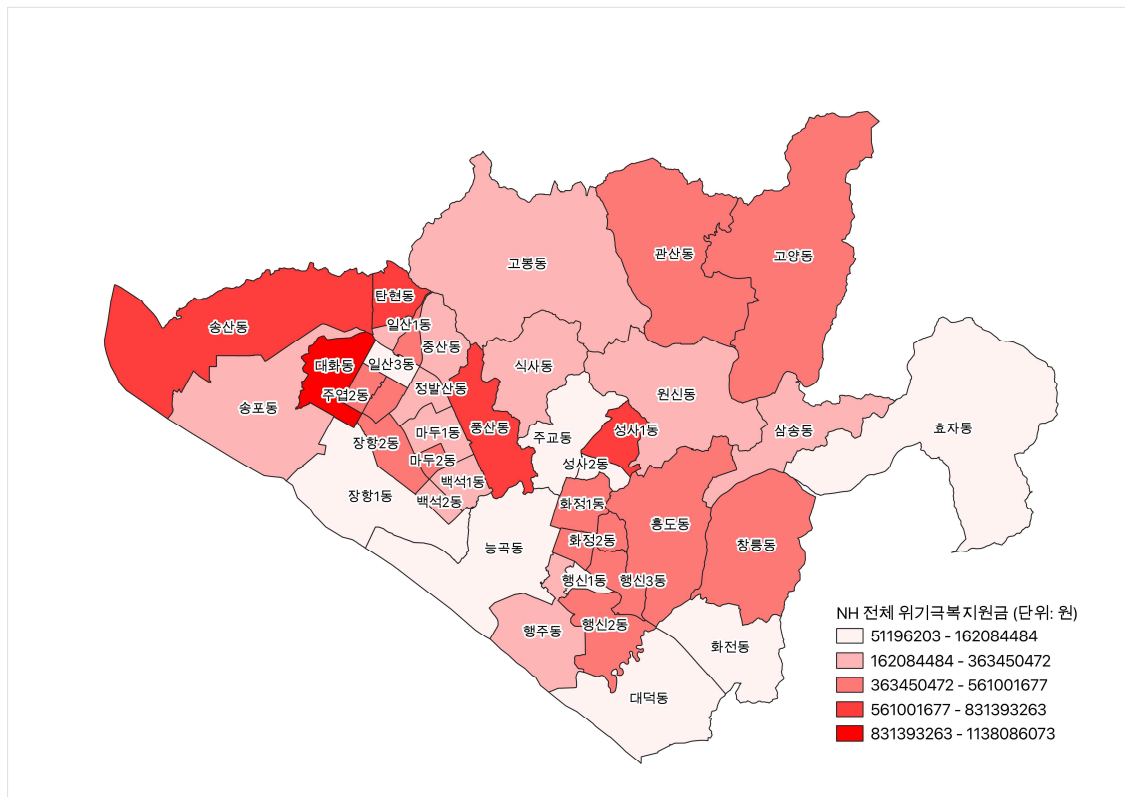 고양동
관산동
고봉동
탄현동
송산동
일산1동
중산동
대화동
일산3동
식사동
정발산동
주엽2동
원신동
송포동
풍산동
성사1동
삼송동
효자동
마두1동
주교동
장항2동
마두2동
성사2동
백석1동
장항1동
백석2동
화정1동
흥도동
화정2동
창릉동
능곡동
행신1동
행신3동
행신2동
행주동
화전동
대덕동
NH 전체 위기극복지원금 (단위: 원)
51196203 - 162084484
162084484 - 363450472
363450472 - 561001677
561001677 - 831393263
831393263 - 1138086073